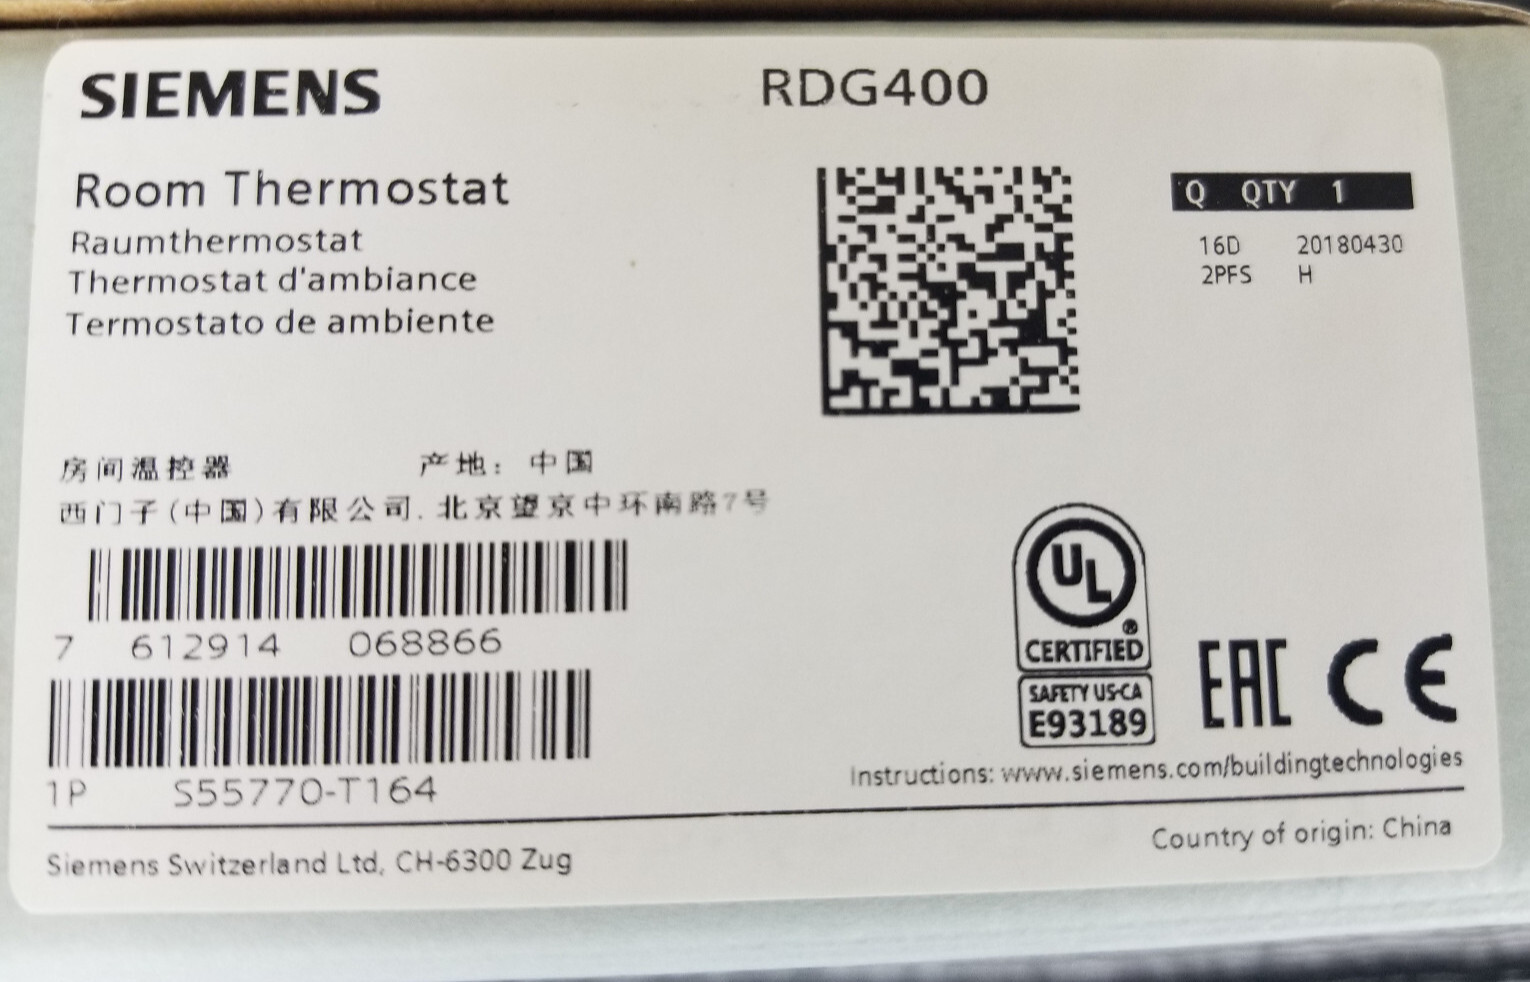 SIEMENS
RDG400
Room Thermostat
Raumthermostat
Thermostat d'ambiance
Termostato de ambiente
Q QTY 1
16D 20180430
2PFS H
房间温控器 产地: 中国
西门子(中国)有限公司. 北京望京中环南路7号
7 612914 068866
1P S55770-T164
UL
®
CERTIFIED
SAFETY US-CA
E93189
EAC CE
Instructions: www.siemens.com/buildingtechnologies
Siemens Switzerland Ltd, CH-6300 Zug
Country of origin: China